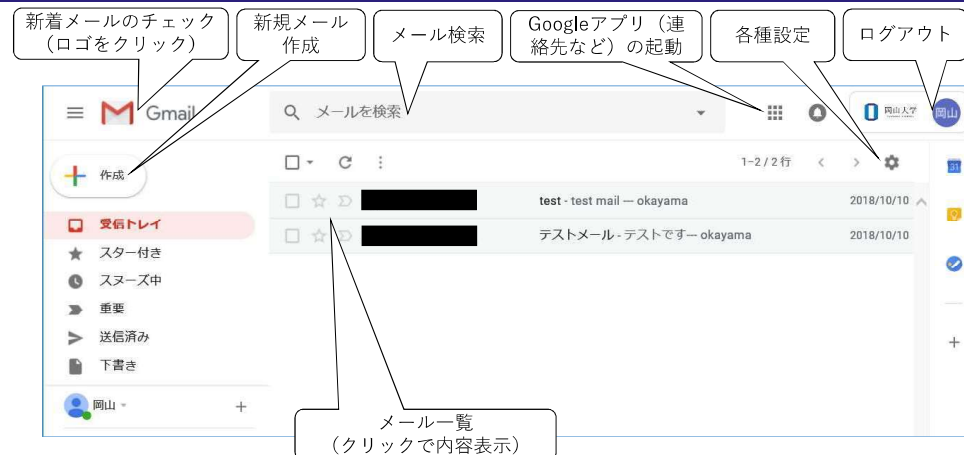 新着メールのチェック
（ロゴをクリック）
新規メール
作成
メール検索
Googleアプリ（連
絡先など）の起動
各種設定
ログアウト
Gmail
メールを検索
岡山大学
岡山
作成
1-2 / 2 行
31
test - test mail — okayama
2018/10/10
テストメール - テストです— okayama
2018/10/10
受信トレイ
スター付き
スヌーズ中
重要
送信済み
下書き
岡山
メール一覧
（クリックで内容表示）